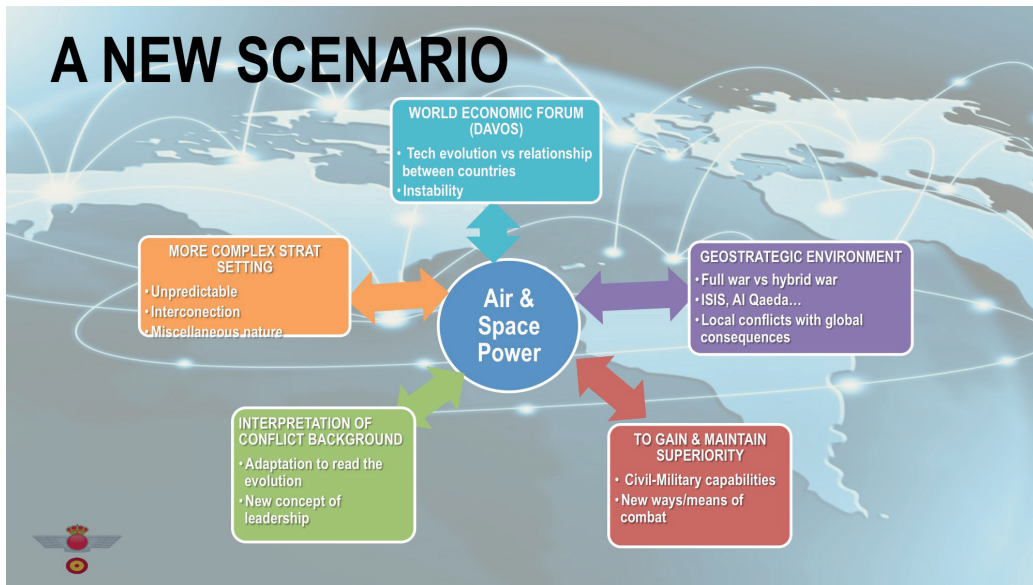 A NEW SCENARIO
WORLD ECONOMIC FORUM
(DAVOS)
• Tech evolution vs relationship
between countries
• Instability
MORE COMPLEX STRAT
SETTING
• Unpredictable
• Interconection
• Miscellaneous nature
GEOSTRATEGIC ENVIRONMENT
• Full war vs hybrid war
• ISIS, Al Qaeda…
• Local conflicts with global
consequences
Air &
Space
Power
INTERPRETATION OF
CONFLICT BACKGROUND
• Adaptation to read the
evolution
• New concept of
leadership
TO GAIN & MAINTAIN
SUPERIORITY
• Civil-Military capabilities
• New ways/means of
combat